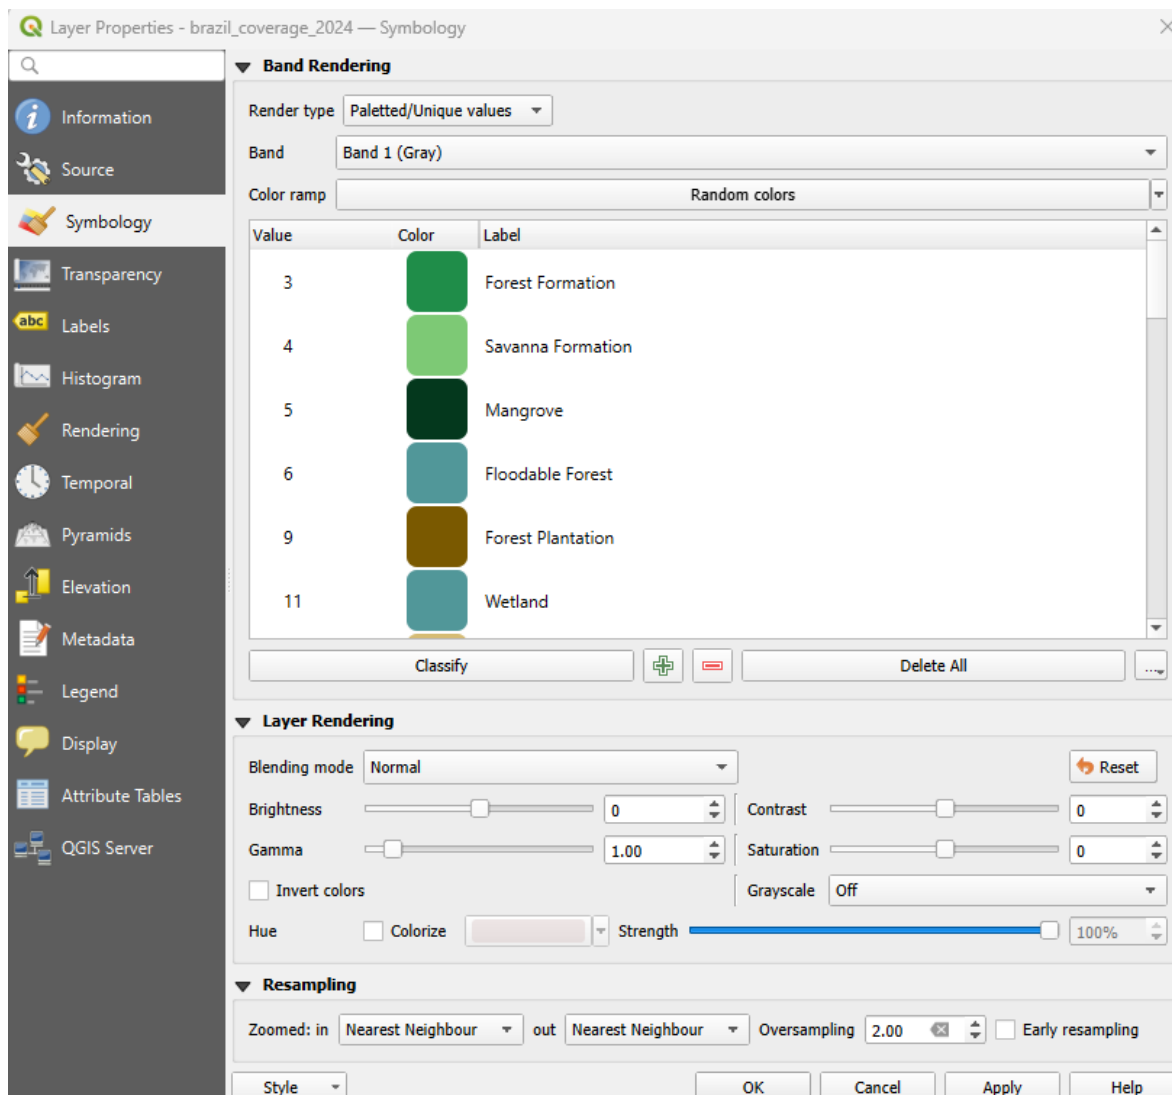 Layer Properties - brazil_coverage_2024 — Symbology
Information
Source
Symbology
Transparency
abc Labels
Histogram
Rendering
Temporal
Pyramids
Elevation
Metadata
Legend
Display
Attribute Tables
QGIS Server
Band Rendering
Render type Paletted/Unique values
Band Band 1 (Gray)
Color ramp Random colors
Value Color Label
3 Forest Formation
4 Savanna Formation
5 Mangrove
6 Floodable Forest
9 Forest Plantation
11 Wetland
Classify Delete All ...
Layer Rendering
Blending mode Normal Reset
Brightness 0 Contrast 0
Gamma 1.00 Saturation 0
Invert colors Grayscale Off
Hue Colorize Strength 100%
Resampling
Zoomed: in Nearest Neighbour out Nearest Neighbour Oversampling 2.00 Early resampling
Style OK Cancel Apply Help